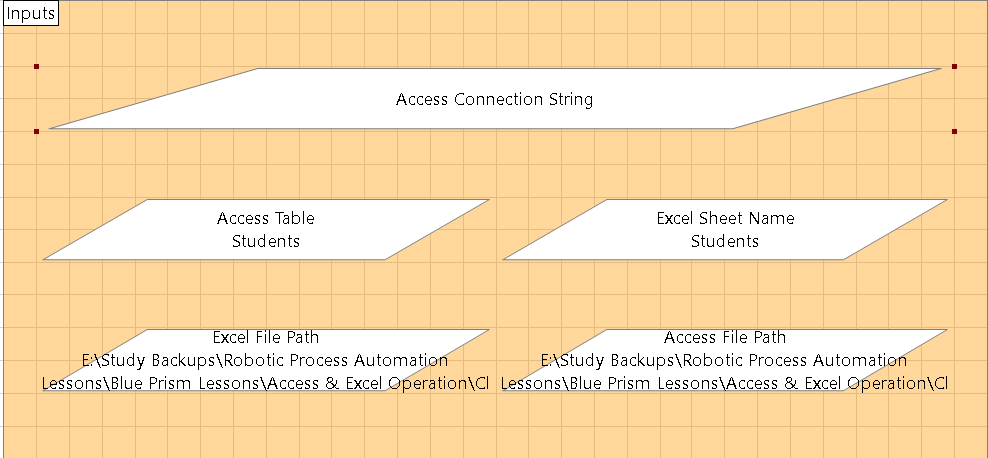 Inputs
Access Connection String
Access Table
Students
Excel Sheet Name
Students
Excel File Path
E:\Study Backups\Robotic Process Automation
Lessons\Blue Prism Lessons\Access & Excel Operation\Cl
Access File Path
E:\Study Backups\Robotic Process Automation
Lessons\Blue Prism Lessons\Access & Excel Operation\Cl